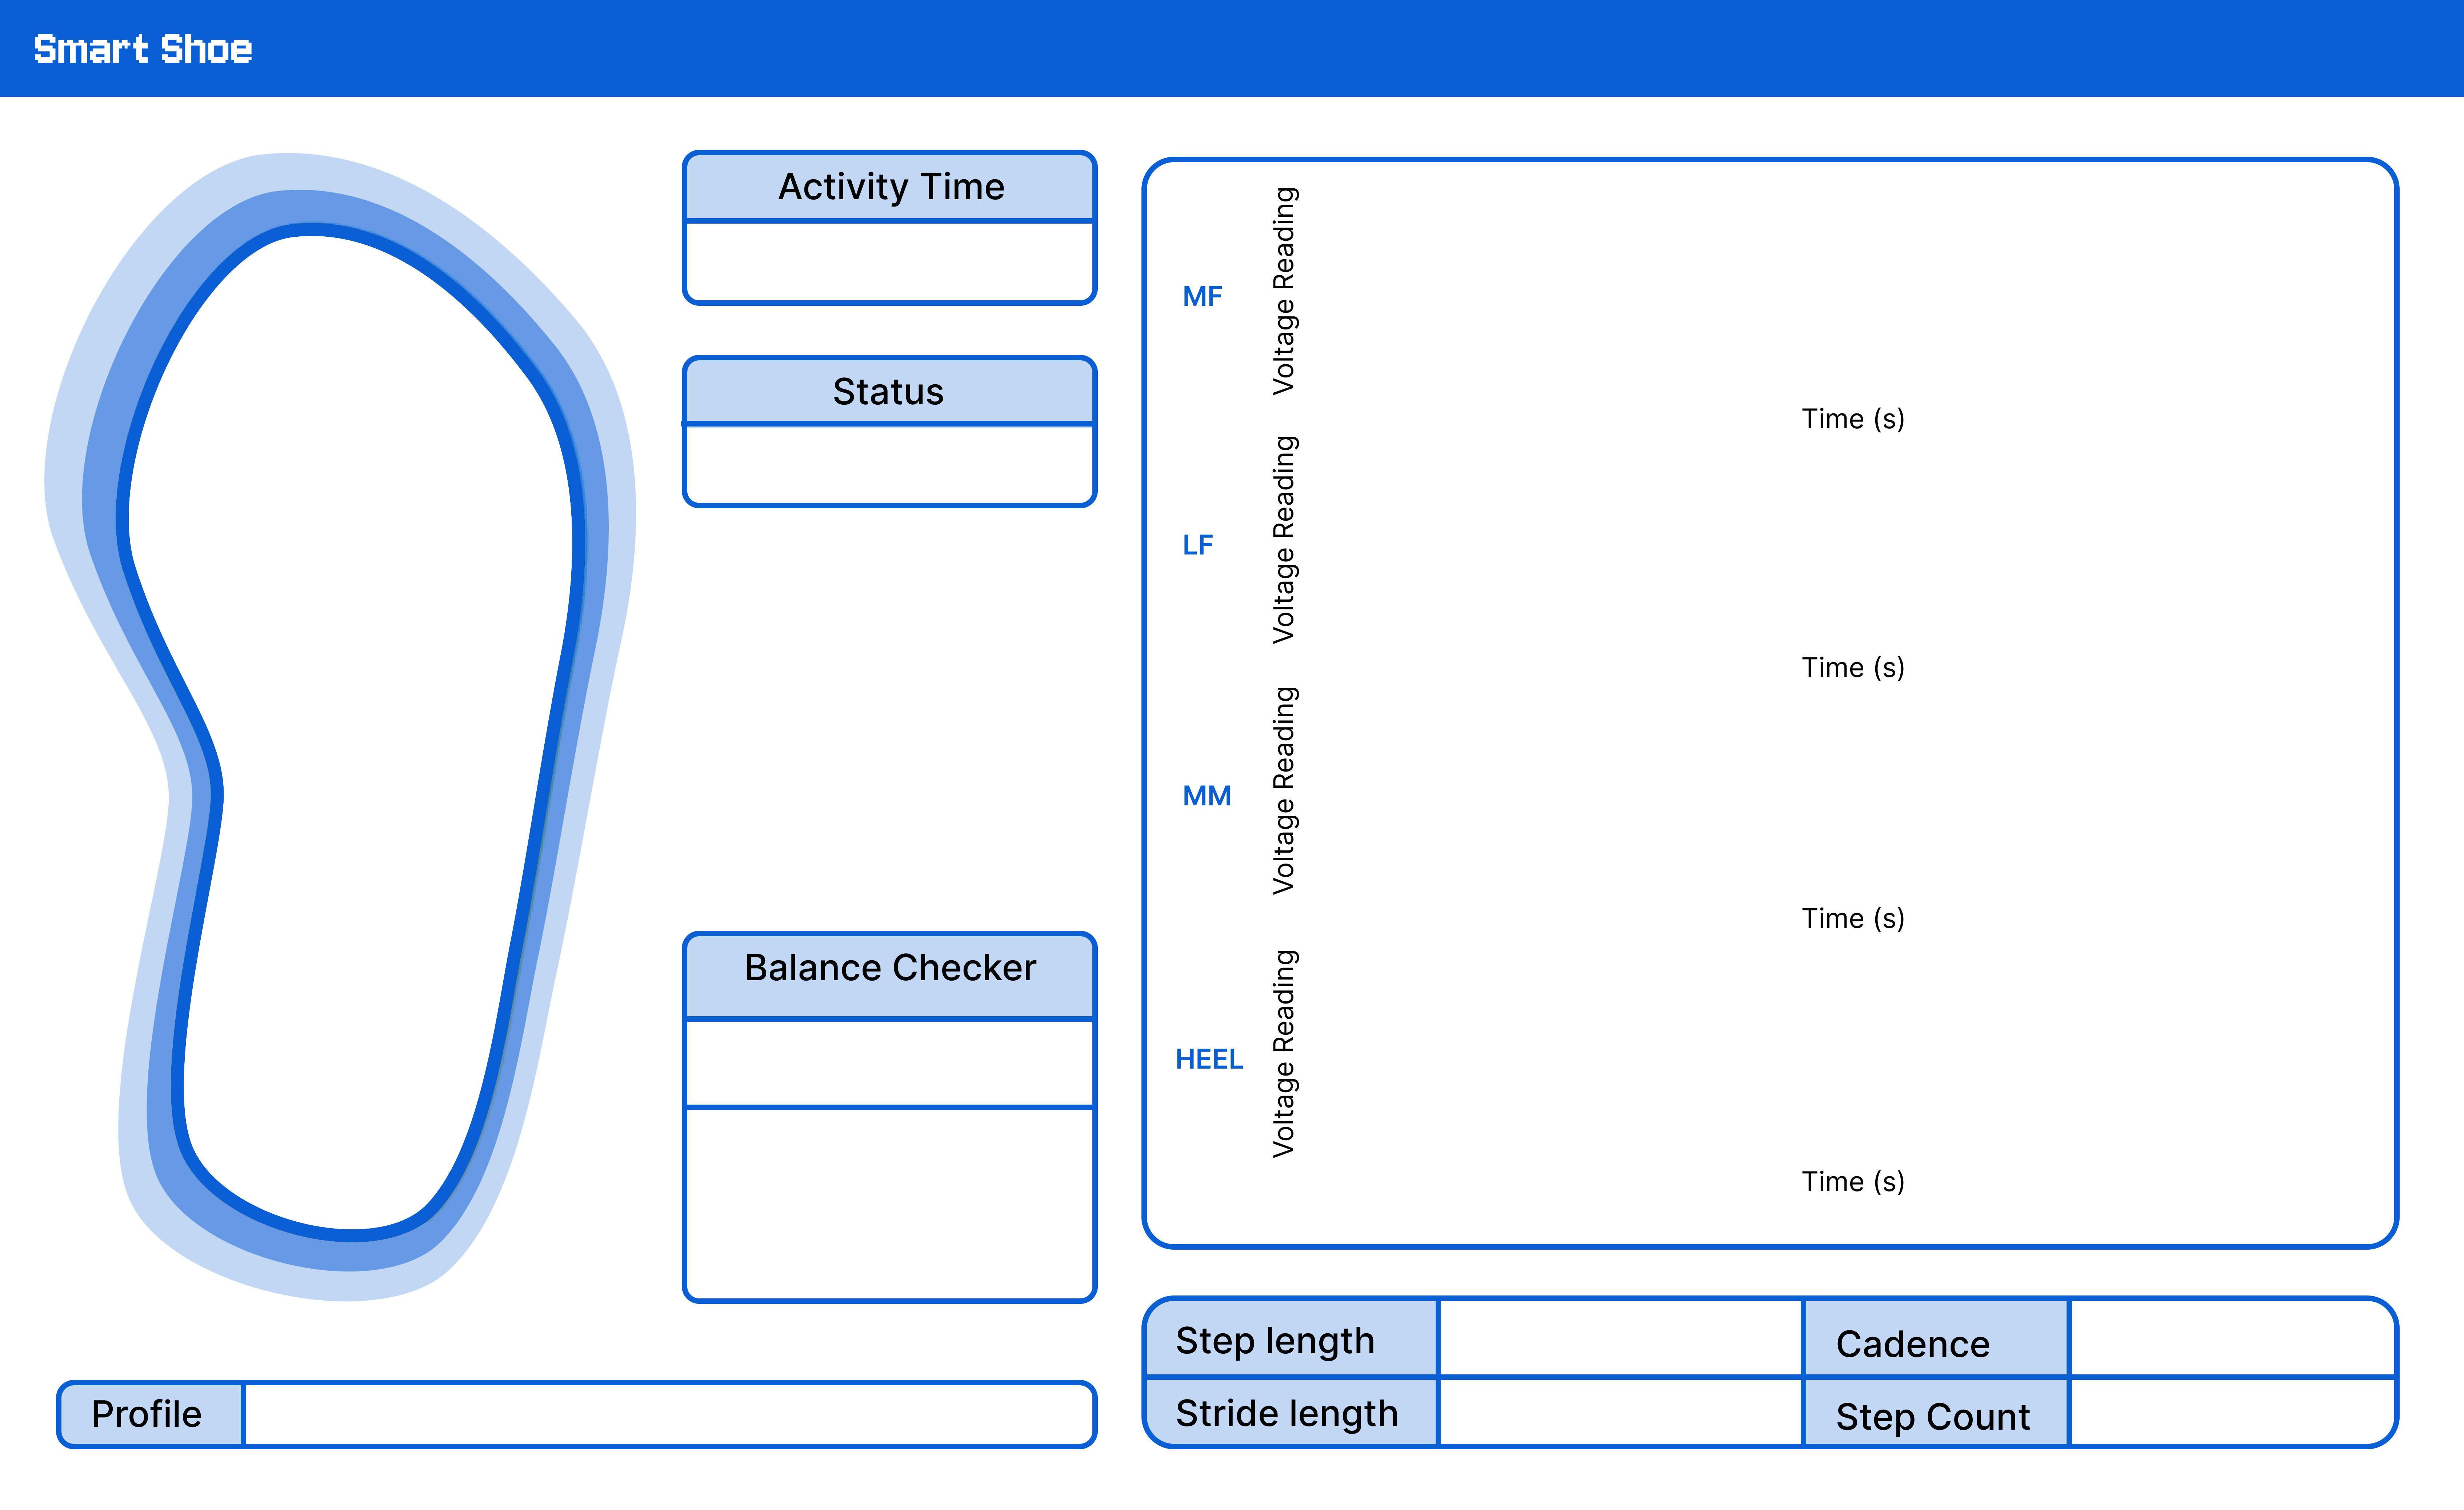 Smart Shoe
Activity Time
Status
Balance Checker
Profile
MF
Voltage Reading
Time (s)
LF
Voltage Reading
Time (s)
MM
Voltage Reading
Time (s)
HEEL
Voltage Reading
Time (s)
Step length
Cadence
Stride length
Step Count